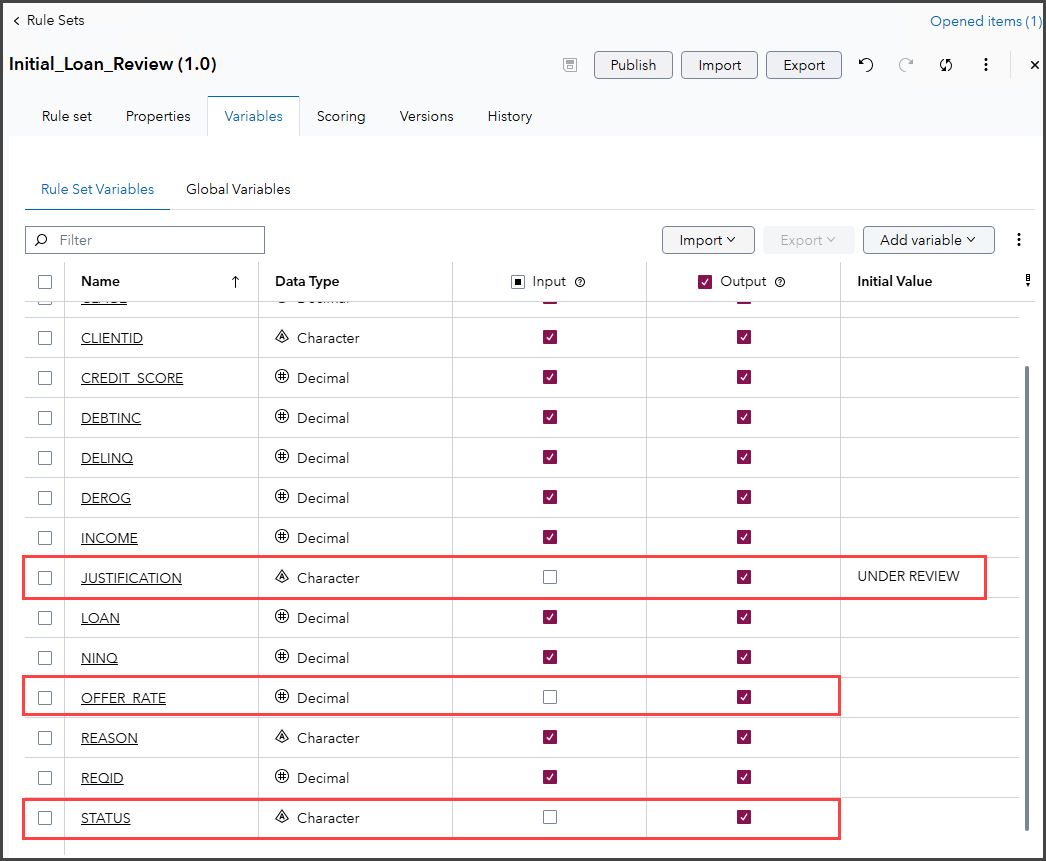 Rule Sets
Opened items (1)
Initial_Loan_Review (1.0)
Publish Import Export
Rule set Properties Variables Scoring Versions History
Rule Set Variables Global Variables
Filter
Import Export Add variable
Name Data Type Input Output Initial Value
CLIENTID Character
CREDIT_SCORE Decimal
DEBTINC Decimal
DELINQ Decimal
DEROG Decimal
INCOME Decimal
JUSTIFICATION Character UNDER REVIEW
LOAN Decimal
NINQ Decimal
OFFER_RATE Decimal
REASON Character
REQID Decimal
STATUS Character